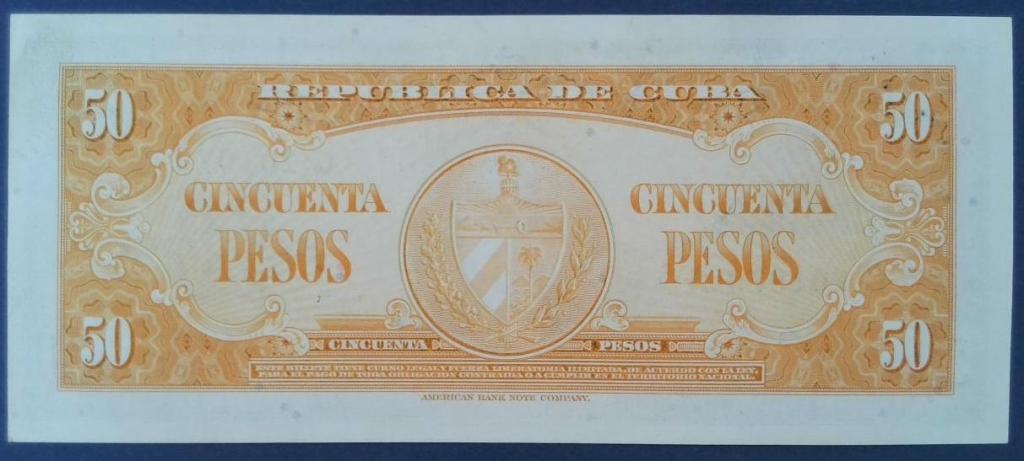 50 REPUBLICA DE CUBA 50
CINCUENTA CINCUENTA
PESOS PESOS
50 50
CINCUENTA PESOS
ESTE BILLETE TIENE CURSO LEGAL Y FUERZA LIBERATORIA ILIMITADA, DE ACUERDO CON LA LEY,
PARA EL PAGO DE TODA OBLIGACION CONTRAIDA O A CUMPLIR EN EL TERRITORIO NACIONAL.
AMERICAN BANK NOTE COMPANY.